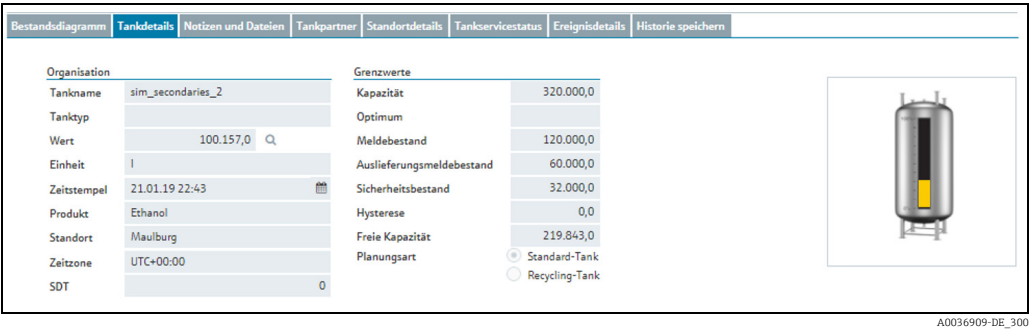 Bestandsdiagramm Tankdetails Notizen und Dateien Tankpartner Standortdetails Tankservicestatus Ereignisdetails Historie speichern
Organisation
Tankname sim_secondaries_2
Tanktyp
Wert 100.157,0
Einheit l
Zeitstempel 21.01.19 22:43
Produkt Ethanol
Standort Maulburg
Zeitzone UTC+00:00
SDT 0
Grenzwerte
Kapazität 320.000,0
Optimum
Meldebestand 120.000,0
Auslieferungsmeldebestand 60.000,0
Sicherheitsbestand 32.000,0
Hysterese 0,0
Freie Kapazität 219.843,0
Planungsart Standard-Tank
Recycling-Tank
A0036909-DE_300